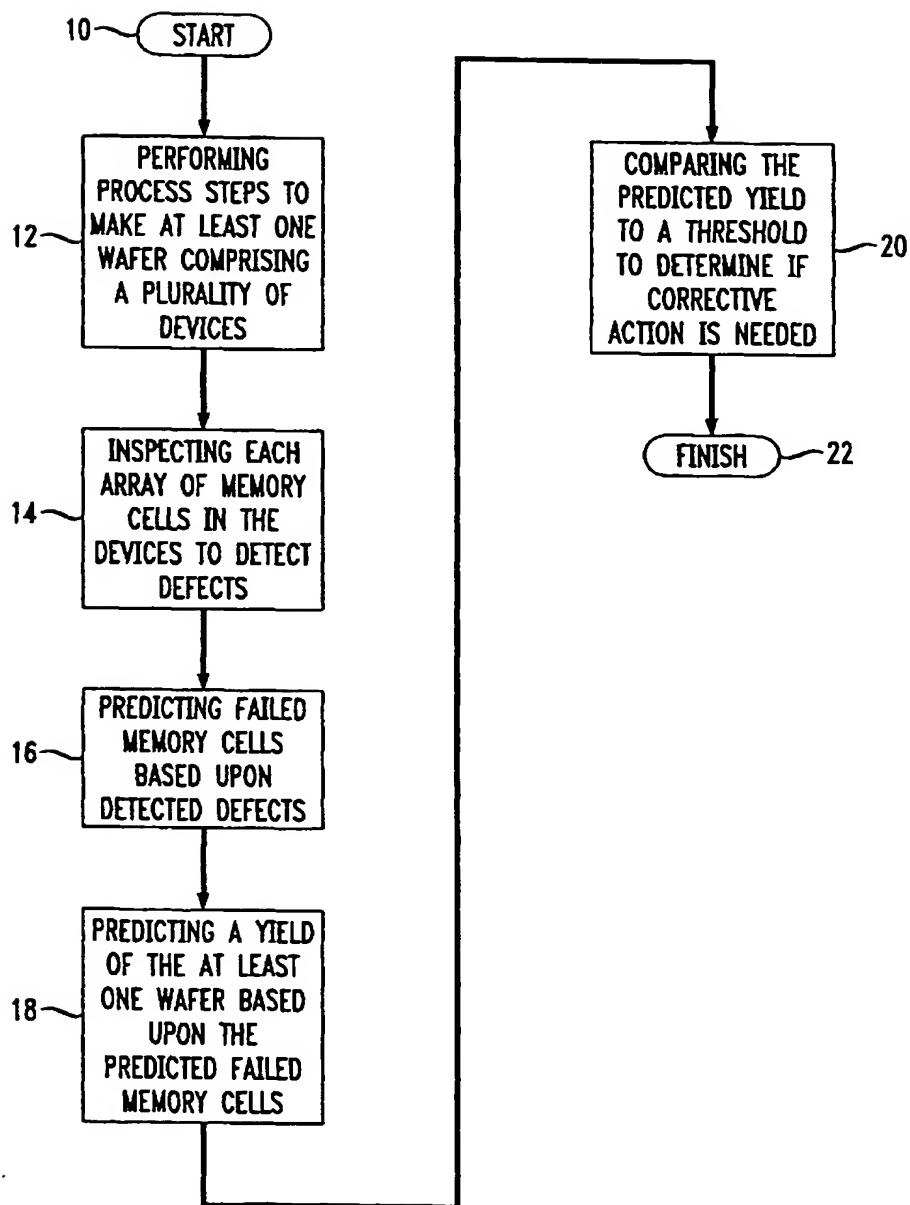 10
START
12
PERFORMING
PROCESS STEPS TO
MAKE AT LEAST ONE
WAFER COMPRISING
A PLURALITY OF
DEVICES
14
INSPECTING EACH
ARRAY OF MEMORY
CELLS IN THE
DEVICES TO DETECT
DEFECTS
16
PREDICTING FAILED
MEMORY CELLS
BASED UPON
DETECTED DEFECTS
18
PREDICTING A YIELD
OF THE AT LEAST
ONE WAFER BASED
UPON THE
PREDICTED FAILED
MEMORY CELLS
COMPARING THE
PREDICTED YIELD
TO A THRESHOLD
TO DETERMINE IF
CORRECTIVE
ACTION IS NEEDED
20
FINISH
22